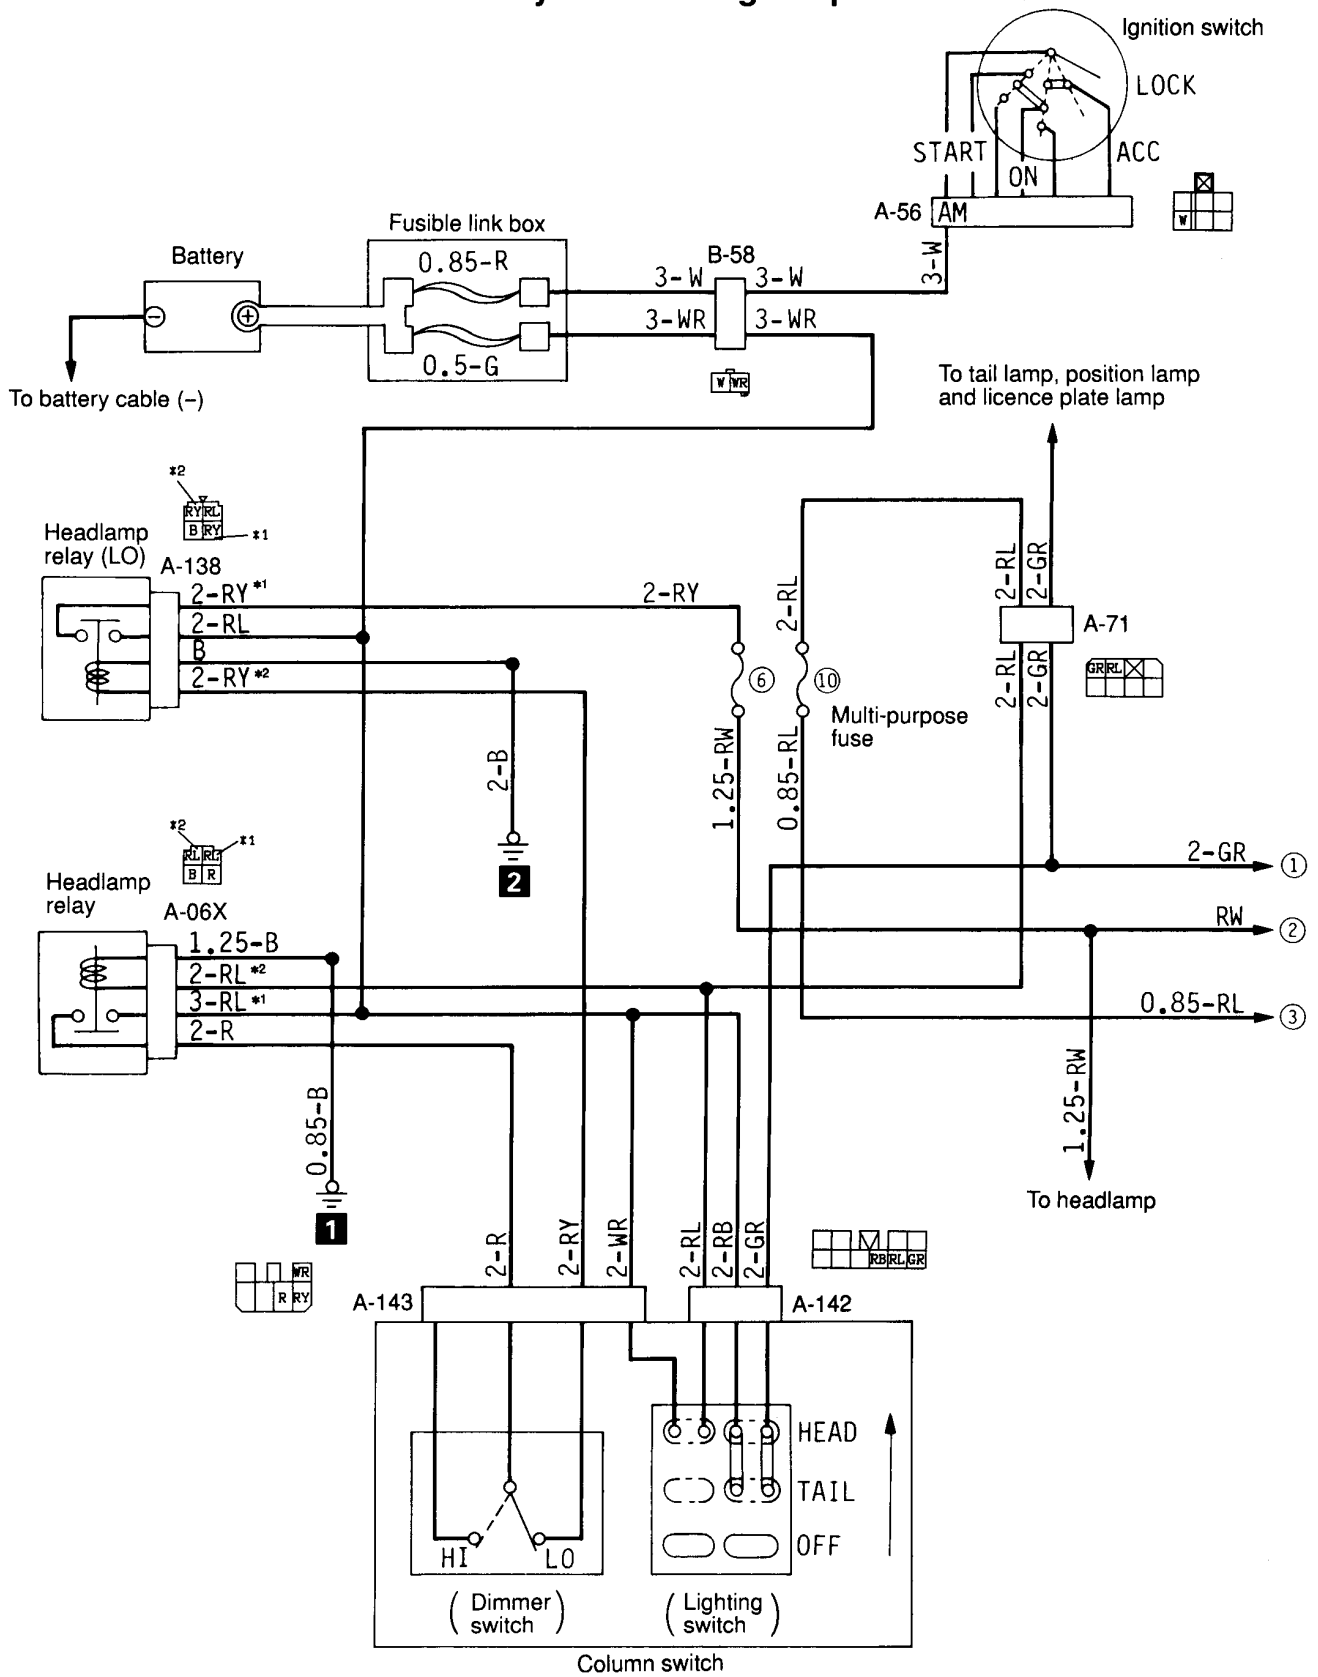 Ignition switch
LOCK
START
ACC
ON
A-56
AM
W
3-W
Fusible link box
Battery
0.85-R
0.5-G
B-58
3-W
3-W
3-WR
3-WR
W WR
To battery cable (–)
To tail lamp, position lamp
and licence plate lamp
*2
RY RL
B RY
*1
Headlamp
relay (LO)
A-138
2-RY*1
2-RY
2-RL
B
2-RY*2
2-RL
2-RL
2-GR
A-71
2-RL
2-GR
GR RL
6
10
Multi-purpose
fuse
1.25-RW
0.85-RL
2-B
2
*2
*1
RL RL
B R
Headlamp
relay
A-06X
1.25-B
2-RL*2
3-RL*1
2-R
2-GR
1
RW
2
0.85-RL
3
1.25-RW
To headlamp
0.85-B
1
2-R
2-RY
2-WR
2-RL
2-RB
2-GR
WR
R RY
RB RL GR
A-143
A-142
HEAD
TAIL
OFF
HI
LO
(Dimmer
switch)
(Lighting
switch)
Column switch